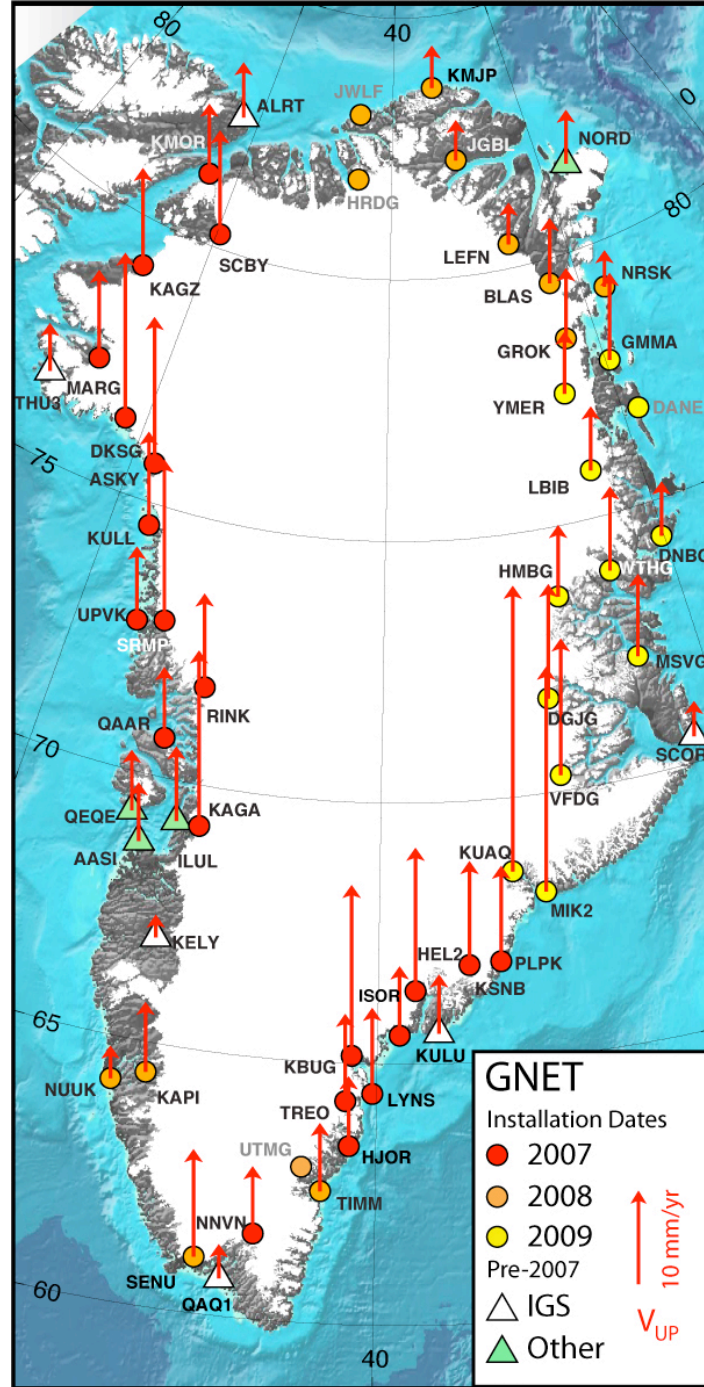 80
40
0
ALRT
JWLF
KMJP
KMOR
JGBL
NORD
HRDG
80
SCBY
LEFN
KAGZ
BLAS
NRSK
GROK
GMMA
MARG
THU3
YMER
DANE
DKSG
75
ASKY
LBIB
KULL
DNBG
HMBG
WTHG
UPVK
SRMP
MSVG
RINK
DGJG
QAAR
SCOR
70
VFDG
QEQE
KAGA
AASI
ILUL
KUAQ
MIK2
KELY
HEL2
PLPK
KSNB
ISOR
65
KULU
KBUG
NUUK
KAPI
TREO
LYNS
UTMG
HJOR
TIMM
NNVN
SENU
QAQ1
60
40
GNET
Installation Dates
2007
2008
2009
Pre-2007
IGS
Other
10 mm/yr
VUP